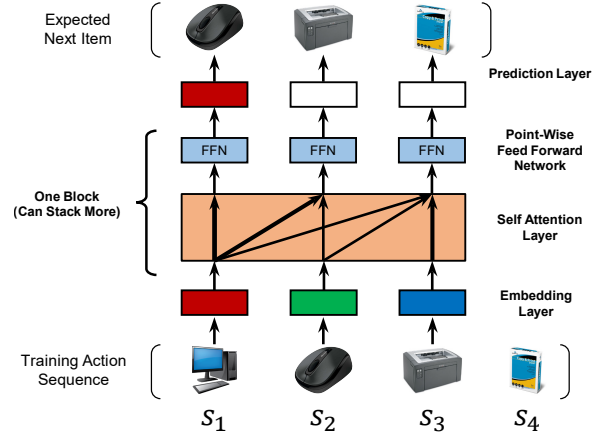 Expected
Next Item
Prediction Layer
FFN FFN FFN
Point-Wise
Feed Forward
Network
One Block
(Can Stack More)
Self Attention
Layer
Embedding
Layer
Training Action
Sequence
S1 S2 S3 S4